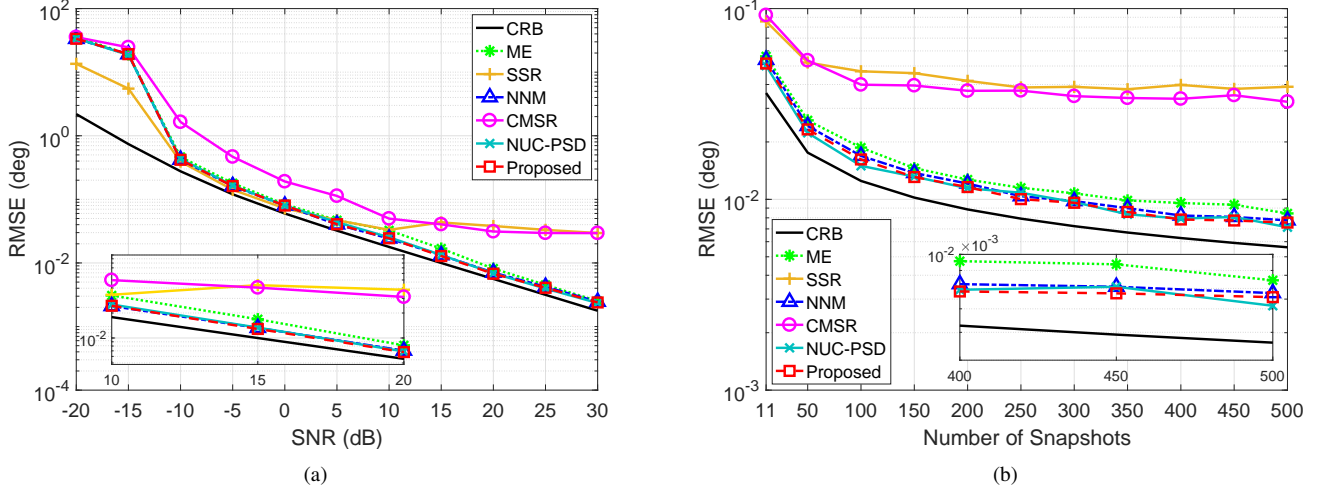 10^2
10^0
10^-2
10^-4
RMSE (deg)
CRB
ME
SSR
NNM
CMSR
NUC-PSD
Proposed
10^-2
10 15 20
-20 -15 -10 -5 0 5 10 15 20 25 30
SNR (dB)
(a)
10^-1
10^-2
10^-3
RMSE (deg)
CRB
ME
SSR
NNM
CMSR
NUC-PSD
Proposed
10^-2 × 10^-3
400 450 500
11 50 100 150 200 250 300 350 400 450 500
Number of Snapshots
(b)